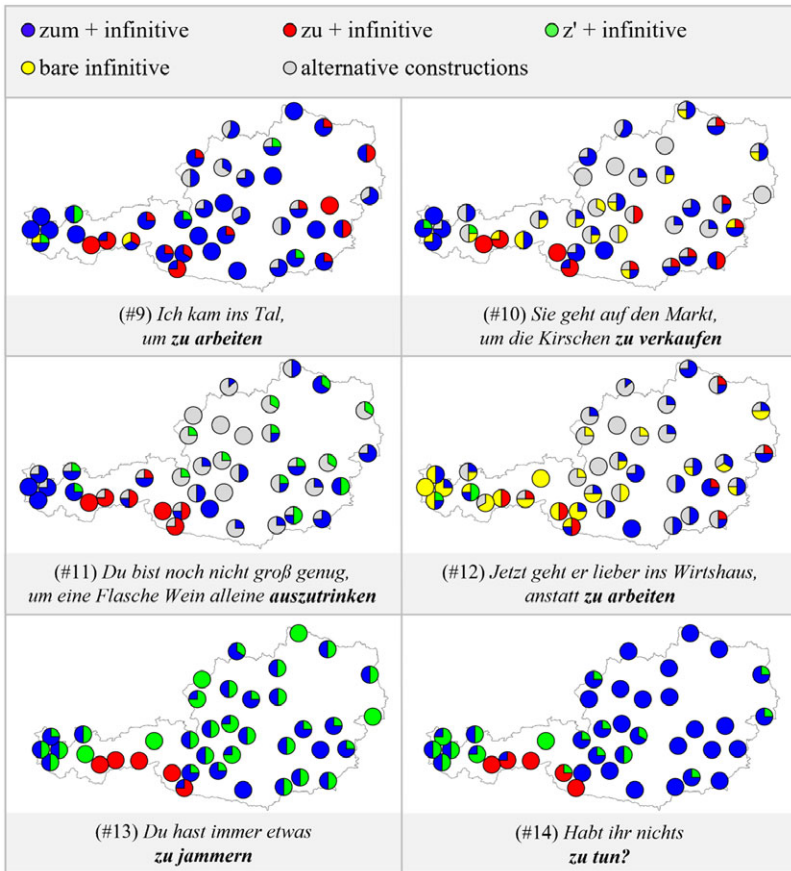 zum + infinitive
zu + infinitive
z' + infinitive
bare infinitive
alternative constructions
(#9) Ich kam ins Tal,
um zu arbeiten
(#10) Sie geht auf den Markt,
um die Kirschen zu verkaufen
(#11) Du bist noch nicht groß genug,
um eine Flasche Wein alleine auszutrinken
(#12) Jetzt geht er lieber ins Wirtshaus,
anstatt zu arbeiten
(#13) Du hast immer etwas
zu jammern
(#14) Habt ihr nichts
zu tun?